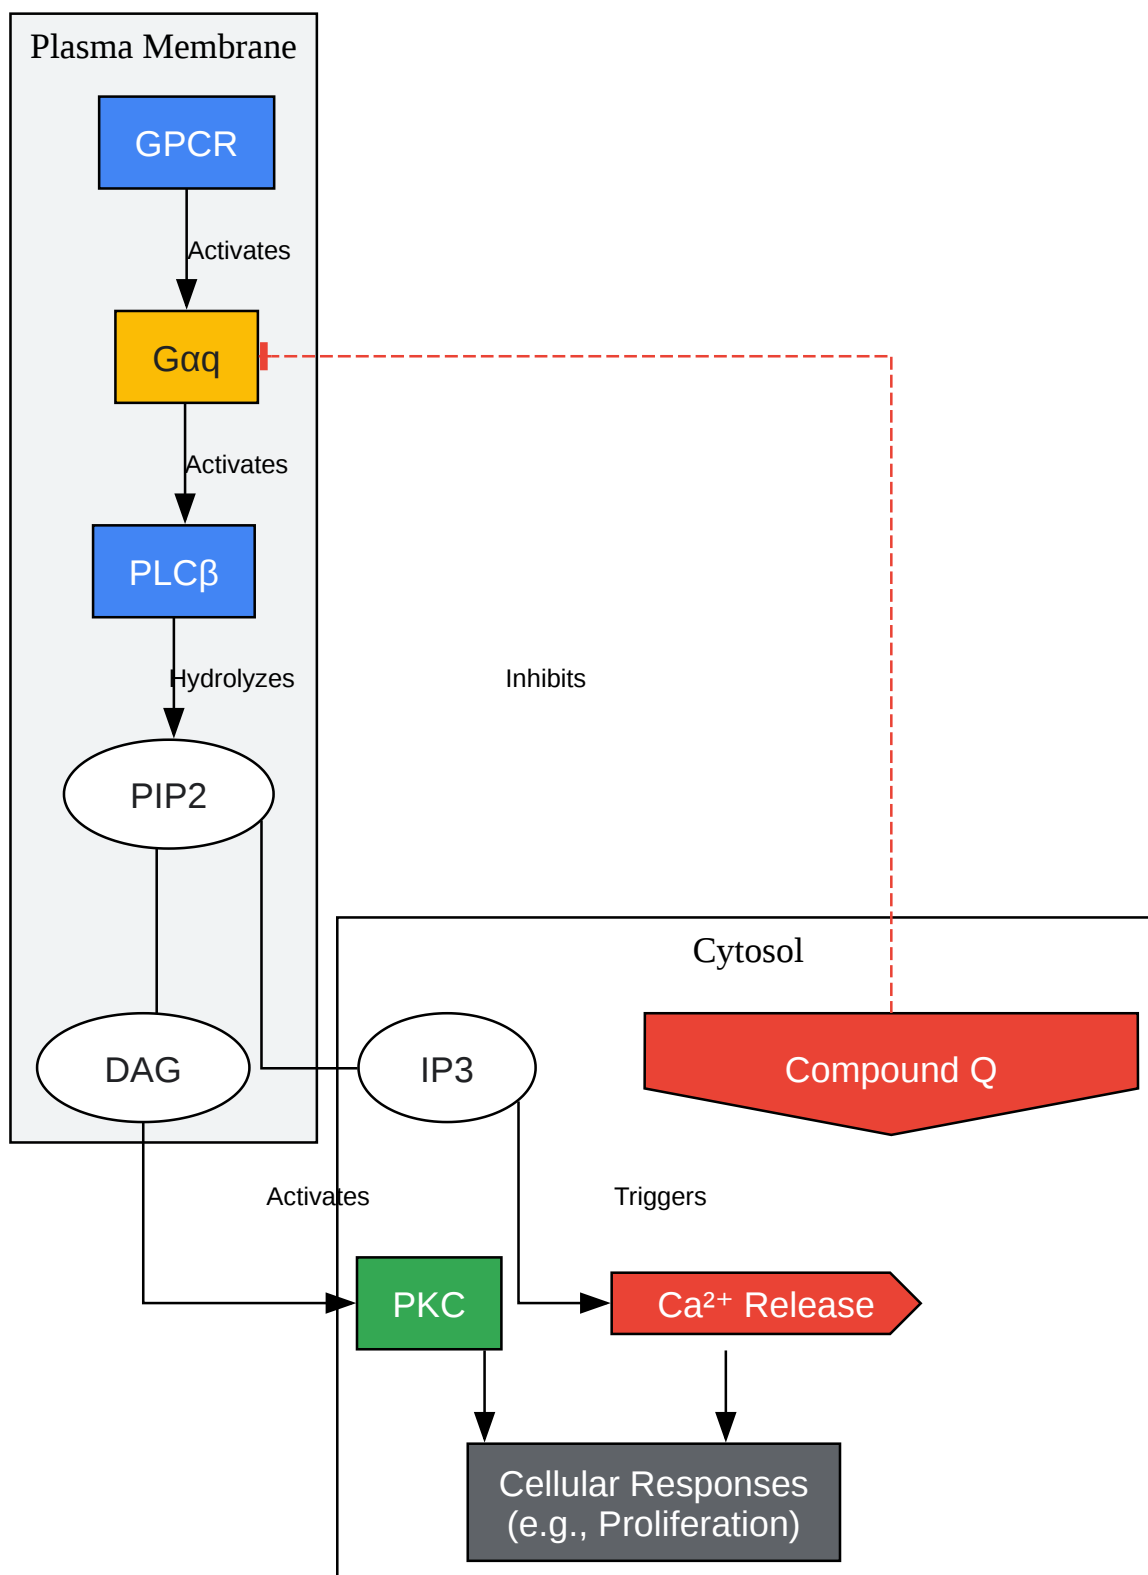 Plasma Membrane
GPCR
Activates
Gαq
Activates
PLCβ
Hydrolyzes
Inhibits
PIP2
Cytosol
DAG
IP3
Compound Q
Activates
Triggers
PKC
Ca²⁺ Release
Cellular Responses
(e.g., Proliferation)